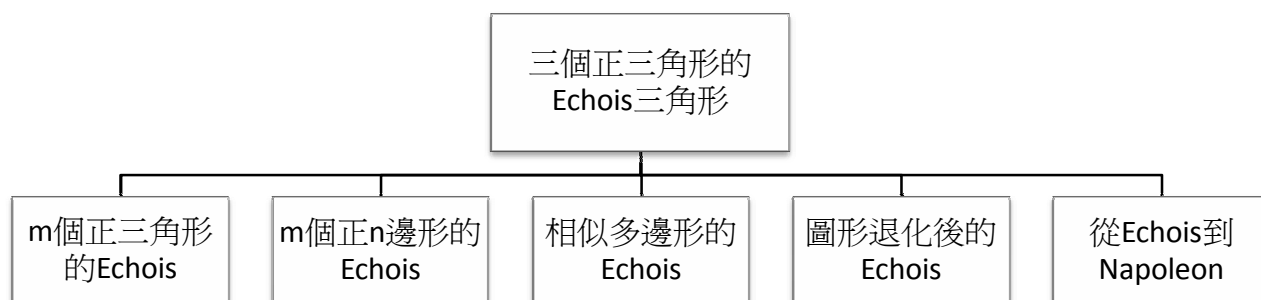 三個正三角形的
Echois三角形
m個正三角形
的Echois
m個正n邊形的
Echois
相似多邊形的
Echois
圖形退化後的
Echois
從Echois到
Napoleon